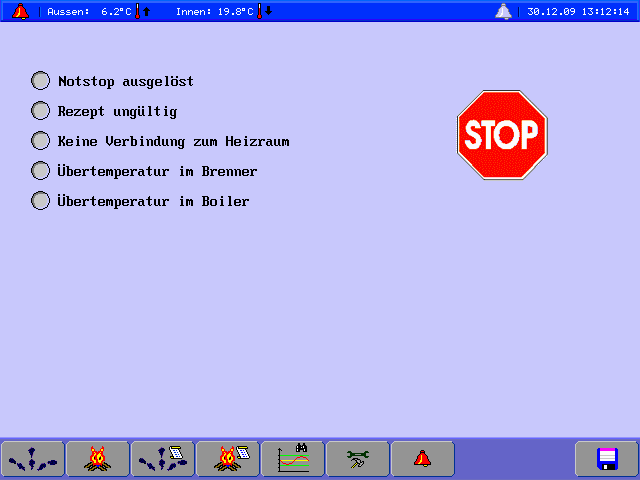 Aussen: 6.2°C Innen: 19.8°C 30.12.09 13:12:14
Notstop ausgelöst
Rezept ungültig
Keine Verbindung zum Heizraum
Übertemperatur im Brenner
Übertemperatur im Boiler
STOP